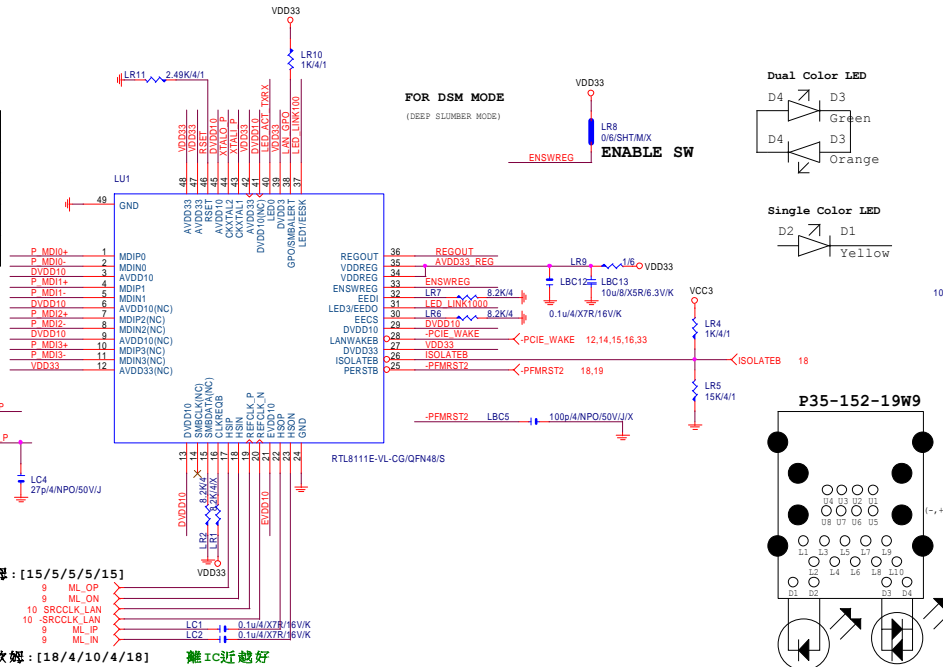 VDD33
LR10
1K/4/1
LR11
2.49K/4/1
VDD33
VDD33
RSET
DVDD10
XTALO_P
XTALI_P
VDD33
DVDD10
LED_ACT_TXRX
VDD33
LAN_GPO
LED_LINK100
48
47
46
45
44
43
42
41
40
39
38
37
AVDD33
AVDD33
RSET
AVDD10
CKXTAL2
CKXTAL1
AVDD33
DVDD10(NC)
LED0
DVDD33
GPO/SMBALERT
LED1/EESK
LU1
49 GND
FOR DSM MODE
(DEEP SLUMBER MODE)
VDD33
LR8
0/6/SHT/M/X
ENABLE SW
ENSWREG
Dual Color LED
D4 D3
Green
D4 D3
Orange
Single Color LED
D2 D1
Yellow
P_MDI0+ 1 MDIP0
P_MDI0- 2 MDIN0
DVDD10 3 AVDD10
P_MDI1+ 4 MDIP1
P_MDI1- 5 MDIN1
DVDD10 6 AVDD10(NC)
P_MDI2+ 7 MDIP2(NC)
P_MDI2- 8 MDIN2(NC)
DVDD10 9 AVDD10(NC)
P_MDI3+ 10 MDIP3(NC)
P_MDI3- 11 MDIN3(NC)
VDD33 12 AVDD33(NC)
REGOUT 36 REGOUT
VDDREG 35 AVDD33_REG
VDDREG 34
ENSWREG 33 ENSWREG
EEDI 32 LR7 8.2K/4
LED3/EEDO 31 LED_LINK1000
EECS 30 LR6 8.2K/4
DVDD10 29 DVDD10
LANWAKEB 28 -PCIE_WAKE 12,14,15,16,33
DVDD33 27 VDD33
ISOLATEB 26 ISOLATEB
PERSTB 25 -PFMRST2 18,19
LR9 1/6 VDD33
LBC12
0.1u/4/X7R/16V/K
LBC13
10u/8/X5R/6.3V/K
VCC3
LR4
1K/4/1
ISOLATEB 18
LR5
15K/4/1
10
-PFMRST2 LBC5 100p/4/NPO/50V/J/X
DVDD10
SMBCLK(NC)
SMBDATA(NC)
CLKREQB
HSIP
HSIN
REFCLK_P
REFCLK_N
EVDD10
HSOP
HSON
GND
13
14
15
16
17
18
19
20
21
22
23
24
RTL8111E-VL-CG/QFN48/S
DVDD10
8.2K/4
8.2K/4/X
LR2
LR1
EVDD10
VDD33
P
P
LC4
27p/4/NPO/50V/J
:[15/5/5/5/15]
9 ML_OP
9 ML_ON
10 SRCCLK_LAN
10 -SRCCLK_LAN
9 ML_IP
9 ML_IN
LC1 0.1u/4/X7R/16V/K
LC2 0.1u/4/X7R/16V/K
姆:[18/4/10/4/18]
離IC近越好
P35-152-19W9
U4 U3 U2 U1
U8 U7 U6 U5
(-,+
L1 L3 L5 L7 L9
L2 L4 L6 L8 L10
D1 D2 D3 D4